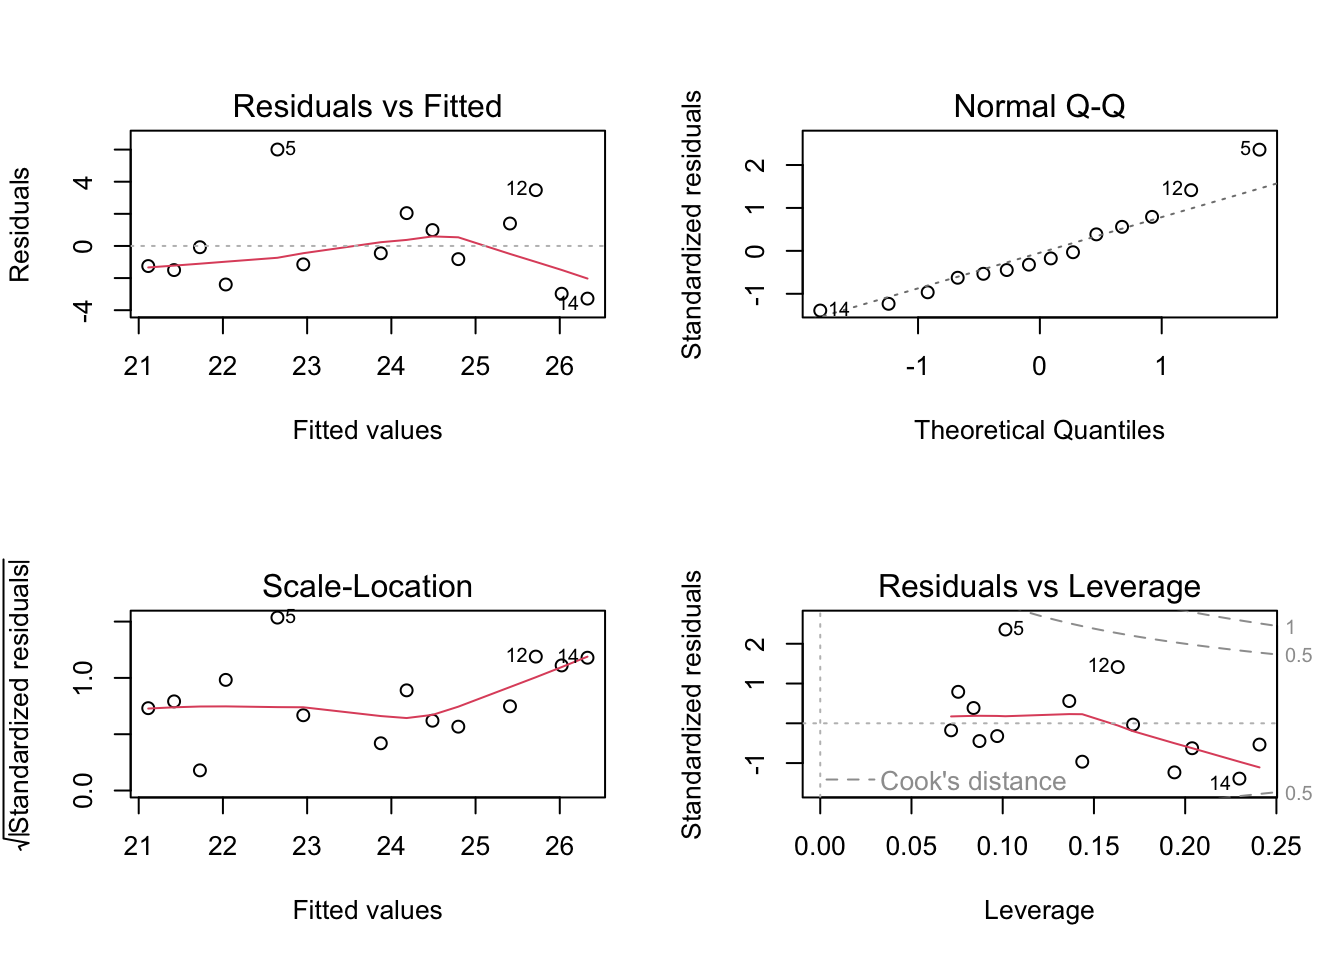 Residuals vs Fitted
Residuals
4
0
-4
5
12
14
21 22 23 24 25 26
Fitted values
Normal Q-Q
Standardized residuals
2
1
0
-1
5
12
14
-1 0 1
Theoretical Quantiles
Scale-Location
√|Standardized residuals|
1.0
0.0
5
12
14
21 22 23 24 25 26
Fitted values
Residuals vs Leverage
Standardized residuals
2
1
-1
5
12
14
Cook's distance
1
0.5
0.5
0.00 0.05 0.10 0.15 0.20 0.25
Leverage